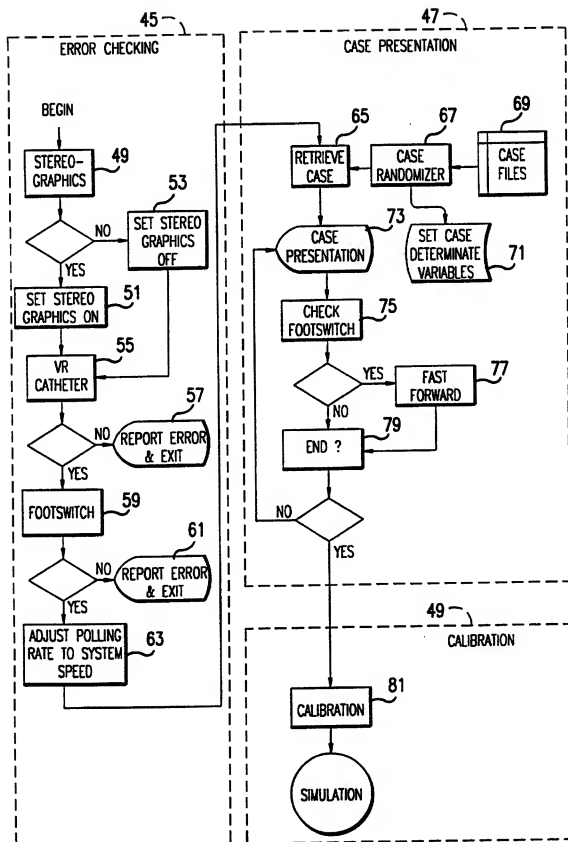 45
ERROR CHECKING
BEGIN
STEREO-
GRAPHICS
49
53
NO
SET STEREO
GRAPHICS
OFF
YES
SET STEREO
GRAPHICS ON
51
55
VR
CATHETER
57
NO
REPORT ERROR
& EXIT
YES
FOOTSWITCH
59
61
NO
REPORT ERROR
& EXIT
YES
ADJUST POLLING
RATE TO SYSTEM
SPEED
63
47
CASE PRESENTATION
65
RETRIEVE
CASE
67
CASE
RANDOMIZER
69
CASE
FILES
73
CASE
PRESENTATION
SET CASE
DETERMINATE
VARIABLES
71
CHECK
FOOTSWITCH
75
YES
FAST
FORWARD
77
NO
END ?
79
NO
YES
49
CALIBRATION
CALIBRATION
81
SIMULATION